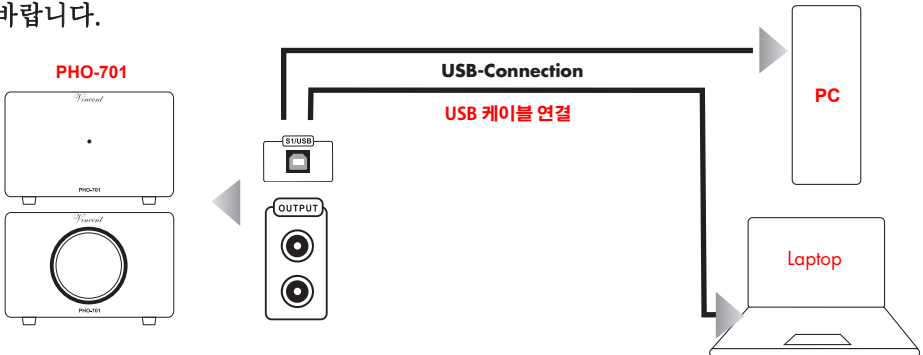 바랍니다.
PHO-701
USB-Connection
PC
USB 케이블 연결
Vincent
S1/USB
PHO-701
OUTPUT
Vincent
Laptop
PHO-701